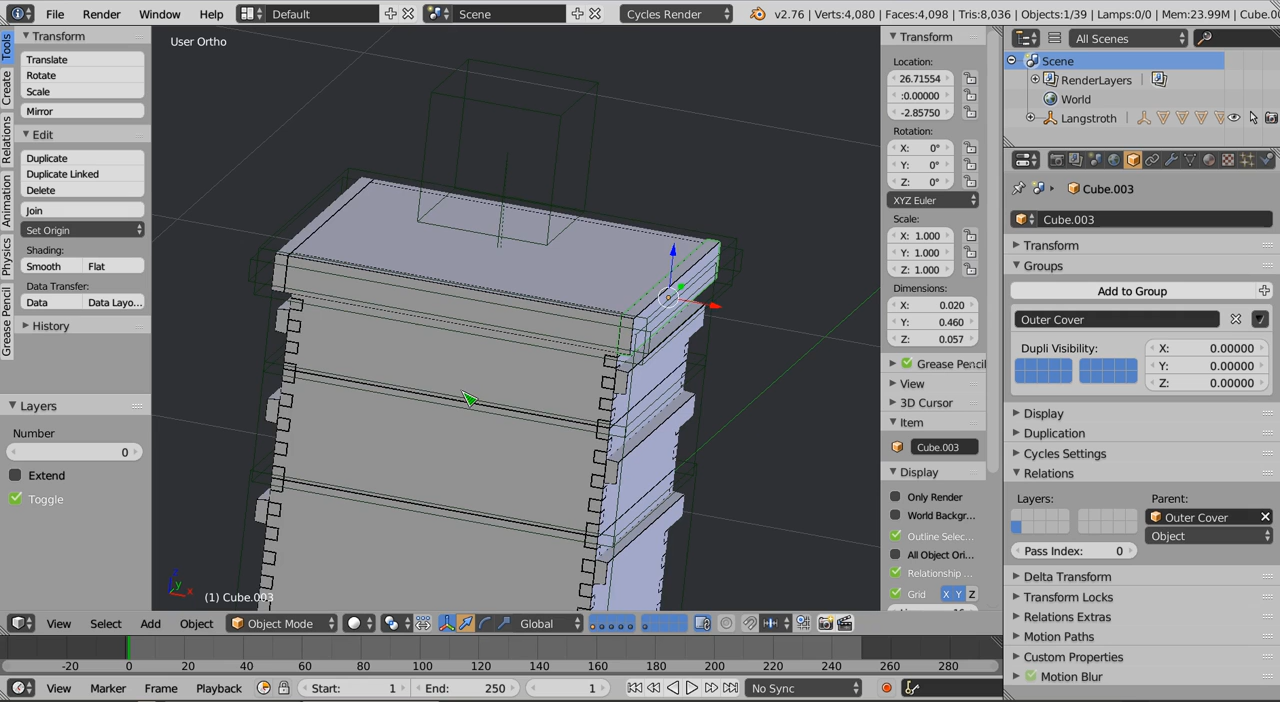 File Render Window Help Default Scene Cycles Render v2.76 | Verts:4,080 | Faces:4,098 | Tris:8,036 | Objects:1/39 | Lamps:0/0 | Mem:23.99M | Cube.00
Tools
Create
Relations
Animation
Physics
Grease Pencil
Transform
Translate
Rotate
Scale
Mirror
Edit
Duplicate
Duplicate Linked
Delete
Join
Set Origin
Shading:
Smooth Flat
Data Transfer:
Data Data Layo...
History
Layers
Number
0
Extend
Toggle
User Ortho
(1) Cube.003
Transform
Location:
26.71554
:0.00000
-2.85750
Rotation:
X: 0°
Y: 0°
Z: 0°
XYZ Euler
Scale:
X: 1.000
Y: 1.000
Z: 1.000
Dimensions:
X: 0.020
Y: 0.460
Z: 0.057
Grease Pencil
View
3D Cursor
Item
Cube.003
Display
Only Render
World Backgr...
Outline Selec...
All Object Ori...
Relationship ...
Grid X Y Z
All Scenes
Scene
RenderLayers
World
Langstroth
Cube.003
Cube.003
Transform
Groups
Add to Group
Outer Cover
Dupli Visibility:
X: 0.00000
Y: 0.00000
Z: 0.00000
Display
Duplication
Cycles Settings
Relations
Layers: Parent:
Outer Cover
Object
Pass Index: 0
Delta Transform
Transform Locks
Relations Extras
Motion Paths
Custom Properties
Motion Blur
View Select Add Object Object Mode Global
-20 0 20 40 60 80 100 120 140 160 180 200 220 240 260 280
View Marker Frame Playback Start: 1 End: 250 1 No Sync